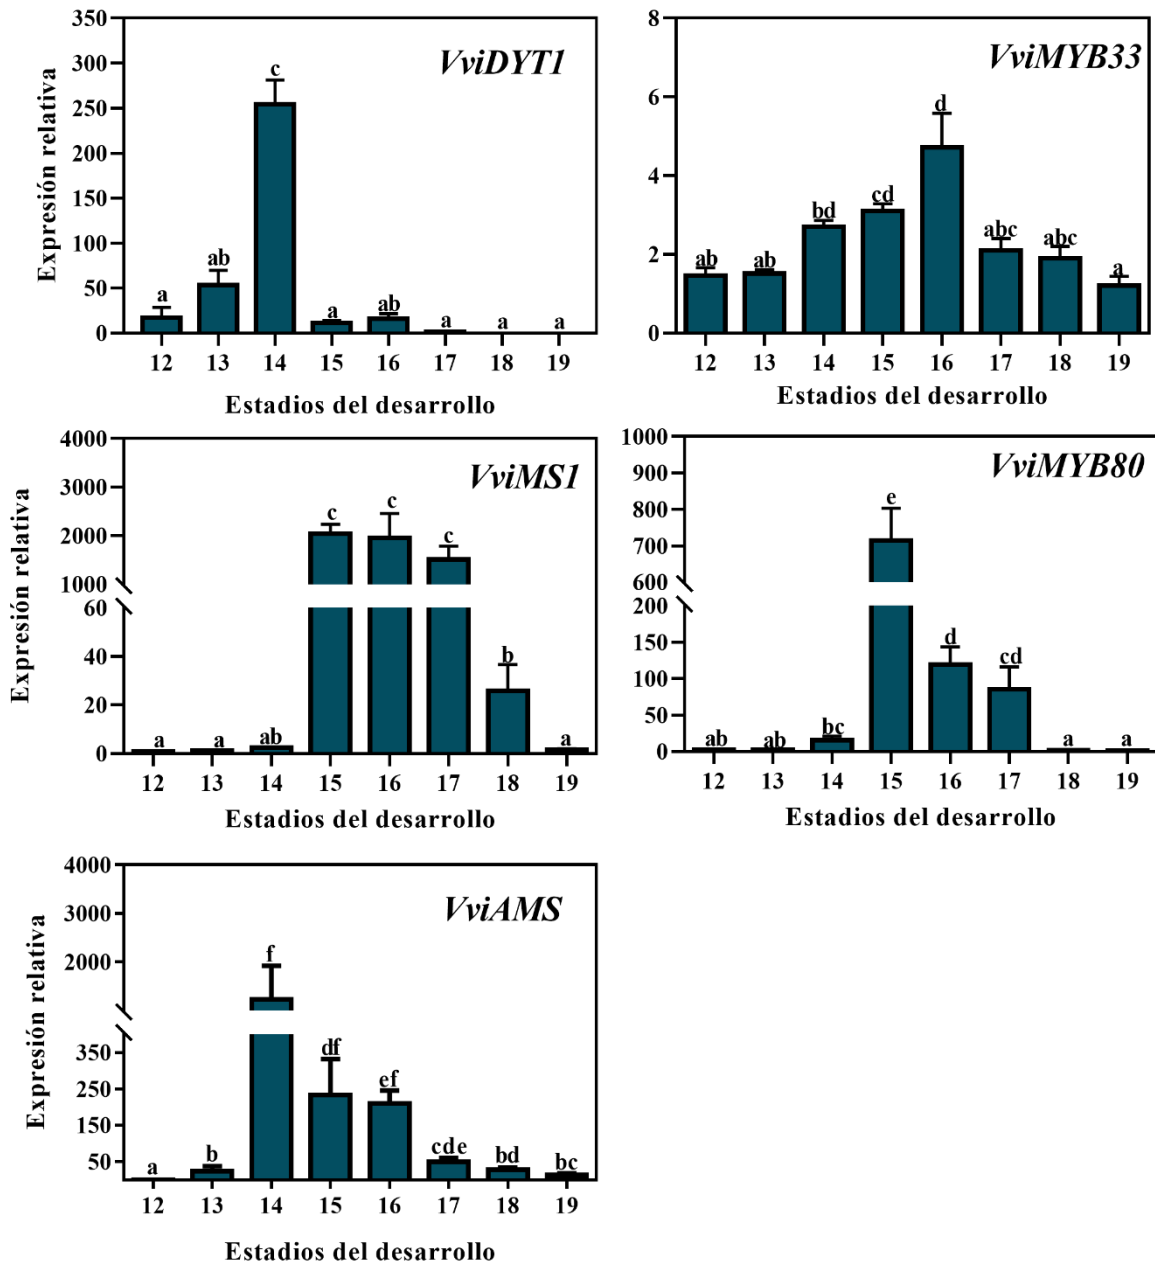 VviDYT1
Expresión relativa
350
300
250
200
150
100
50
0
a
ab
c
a
ab
a
a
a
12 13 14 15 16 17 18 19
Estadios del desarrollo
VviMYB33
8
6
4
2
0
ab
ab
bd
cd
d
abc
abc
a
12 13 14 15 16 17 18 19
Estadios del desarrollo
VviMS1
Expresión relativa
4000
3000
2000
1000
60
40
20
0
a
a
ab
c
c
c
b
a
12 13 14 15 16 17 18 19
Estadios del desarrollo
VviMYB80
1000
900
800
700
600
200
150
100
50
0
ab
ab
bc
e
d
cd
a
a
12 13 14 15 16 17 18 19
Estadios del desarrollo
VviAMS
Expresión relativa
4000
3000
2000
350
250
150
50
a
b
f
df
ef
cde
bd
bc
12 13 14 15 16 17 18 19
Estadios del desarrollo